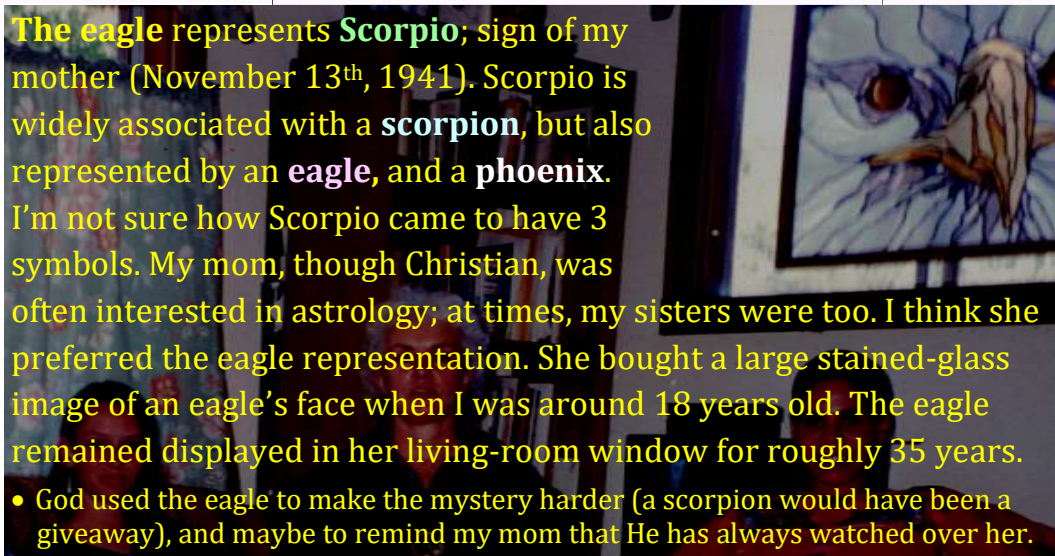 The eagle represents Scorpio; sign of my
mother (November 13th, 1941). Scorpio is
widely associated with a scorpion, but also
represented by an eagle, and a phoenix.
I’m not sure how Scorpio came to have 3
symbols. My mom, though Christian, was
often interested in astrology; at times, my sisters were too. I think she
preferred the eagle representation. She bought a large stained-glass
image of an eagle’s face when I was around 18 years old. The eagle
remained displayed in her living-room window for roughly 35 years.
• God used the eagle to make the mystery harder (a scorpion would have been a
giveaway), and maybe to remind my mom that He has always watched over her.